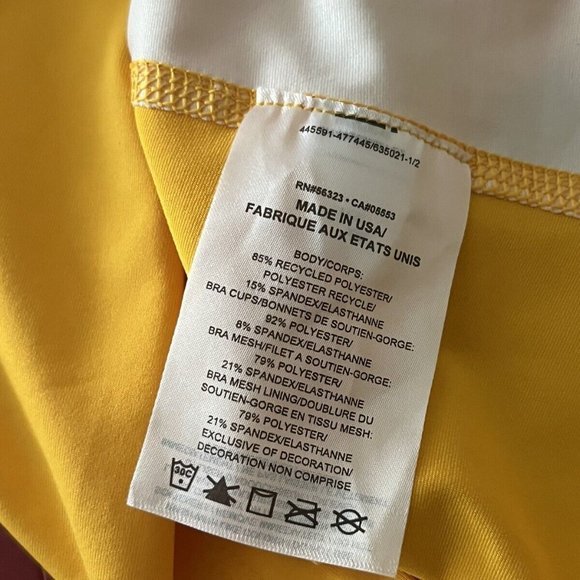 445591-477445/635021-1/2
RN#56323 • CA#05553
MADE IN USA/
FABRIQUE AUX ETATS UNIS
BODY/CORPS:
85% RECYCLED POLYESTER/
POLYESTER RECYCLE/
15% SPANDEX/ELASTHANNE
BRA CUPS/BONNETS DE SOUTIEN-GORGE:
92% POLYESTER/
8% SPANDEX/ELASTHANNE
BRA MESH/FILET A SOUTIEN-GORGE:
79% POLYESTER/
21% SPANDEX/ELASTHANNE
BRA MESH LINING/DOUBLURE DU
SOUTIEN-GORGE EN TISSU MESH:
79% POLYESTER/
21% SPANDEX/ELASTHANNE
EXCLUSIVE OF DECORATION/
DECORATION NON COMPRISE
30C